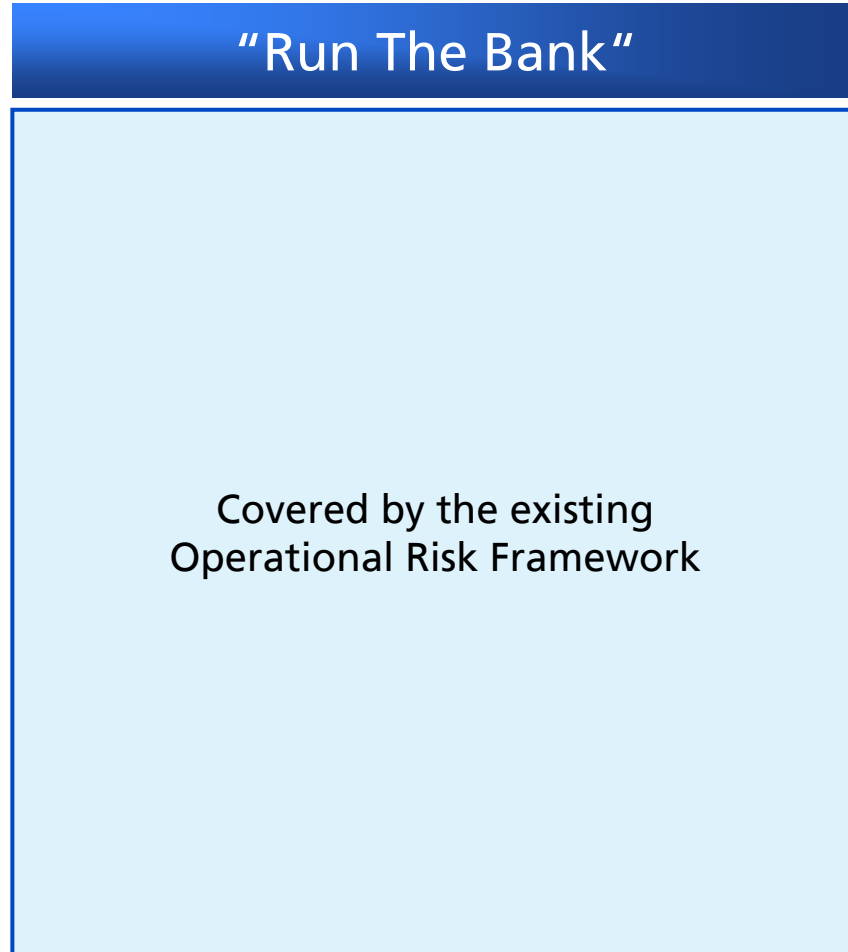 “Run The Bank“
Covered by the existing
Operational Risk Framework